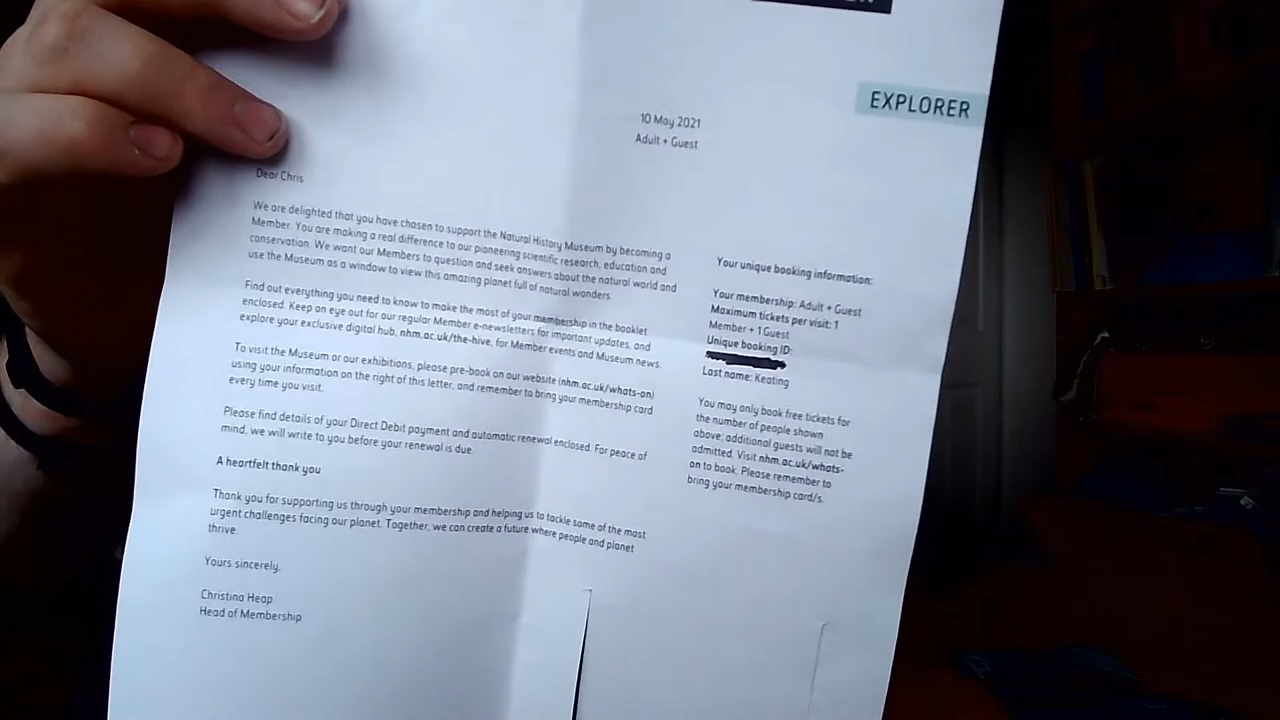 EXPLORER
10 May 2021
Adult + Guest
Dear Chris
We are delighted that you have chosen to support the Natural History Museum by becoming a
Member. You are making a real difference to our pioneering scientific research, education and
conservation. We want our Members to question and seek answers about the natural world and
use the Museum as a window to view this amazing planet full of natural wonders.
Find out everything you need to know to make the most of your membership in the booklet
enclosed. Keep an eye out for our regular Member e-newsletters for important updates, and
explore your exclusive digital hub, nhm.ac.uk/the-hive, for Member events and Museum news.
To visit the Museum or our exhibitions, please pre-book on our website (nhm.ac.uk/whats-on)
using your information on the right of this letter, and remember to bring your membership card
every time you visit.
Please find details of your Direct Debit payment and automatic renewal enclosed. For peace of
mind, we will write to you before your renewal is due.
A heartfelt thank you
Thank you for supporting us through your membership and helping us to tackle some of the most
urgent challenges facing our planet. Together, we can create a future where people and planet
thrive.
Yours sincerely,
Christina Heap
Head of Membership
Your unique booking information:
Your membership: Adult + Guest
Maximum tickets per visit: 1
Member + 1 Guest
Unique booking ID:
Last name: Keating
You may only book free tickets for
the number of people shown
above; additional guests will not be
admitted. Visit nhm.ac.uk/whats-
on to book. Please remember to
bring your membership card/s.